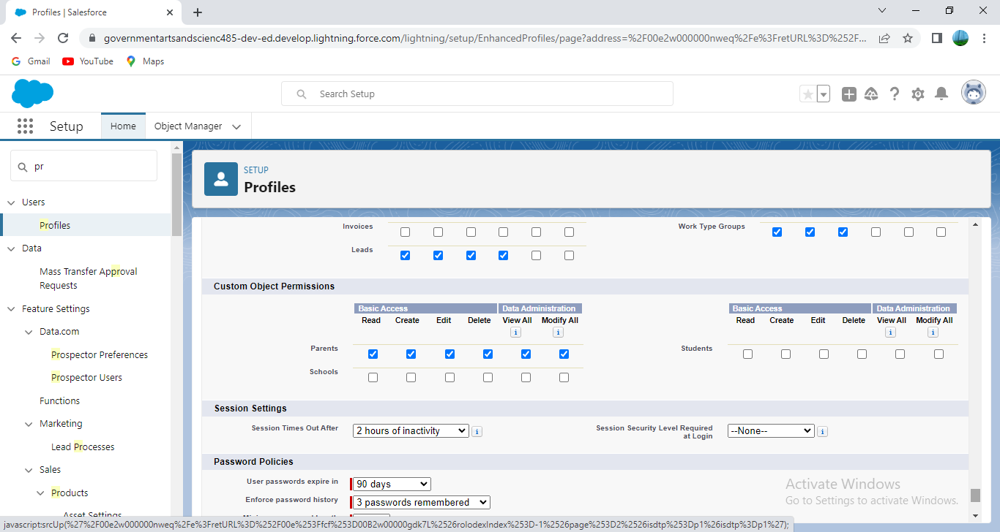 Profiles | Salesforce
governmentartsandscienc485-dev-ed.develop.lightning.force.com/lightning/setup/EnhancedProfiles/page?address=%2F00e2w000000nweq%2Fe%3FretURL%3D%252F...
Gmail YouTube Maps
Search Setup
Setup Home Object Manager
pr
Users
Profiles
Data
Mass Transfer Approval
Requests
Feature Settings
Data.com
Prospector Preferences
Prospector Users
Functions
Marketing
Lead Processes
Sales
Products
Asset Settings
SETUP
Profiles
Invoices Work Type Groups
Leads
Custom Object Permissions
Basic Access Data Administration Basic Access Data Administration
Read Create Edit Delete View All Modify All Read Create Edit Delete View All Modify All
i i i i
Parents Students
Schools
Session Settings
Session Times Out After 2 hours of inactivity i Session Security Level Required
at Login --None-- i
Password Policies
User passwords expire in 90 days
Enforce password history 3 passwords remembered
Activate Windows
Go to Settings to activate Windows.
javascript:srcUp(%27%2F00e2w000000nweq%2Fe%3FretURL%3D%252F00e%253Ffcf%253D00B2w00000gdk7L%2526rolodexIndex%253D-1%2526page%253D2%2526isdtp%253Dp1%26isdtp%3Dp1%27);